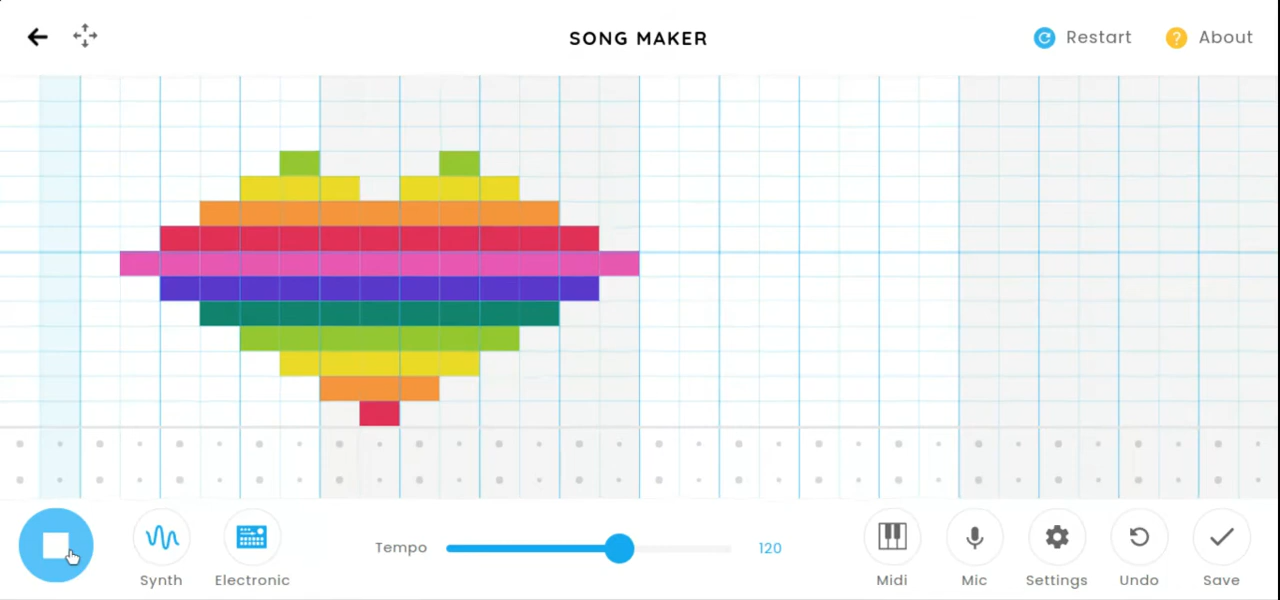 SONG MAKER
Restart
? About
Synth
Electronic
Tempo
120
Midi
Mic
Settings
Undo
Save